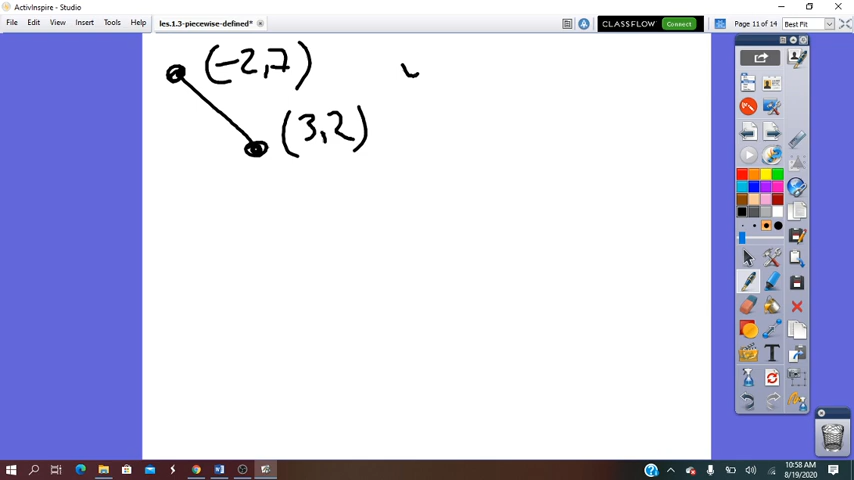 ActivInspire - Studio
File Edit View Insert Tools Help
les.1.3-piecewise-defined*
CLASSFLOW Connect
Page 11 of 14
Best Fit
(-2,7)
(3,2)
10:58 AM
8/19/2020